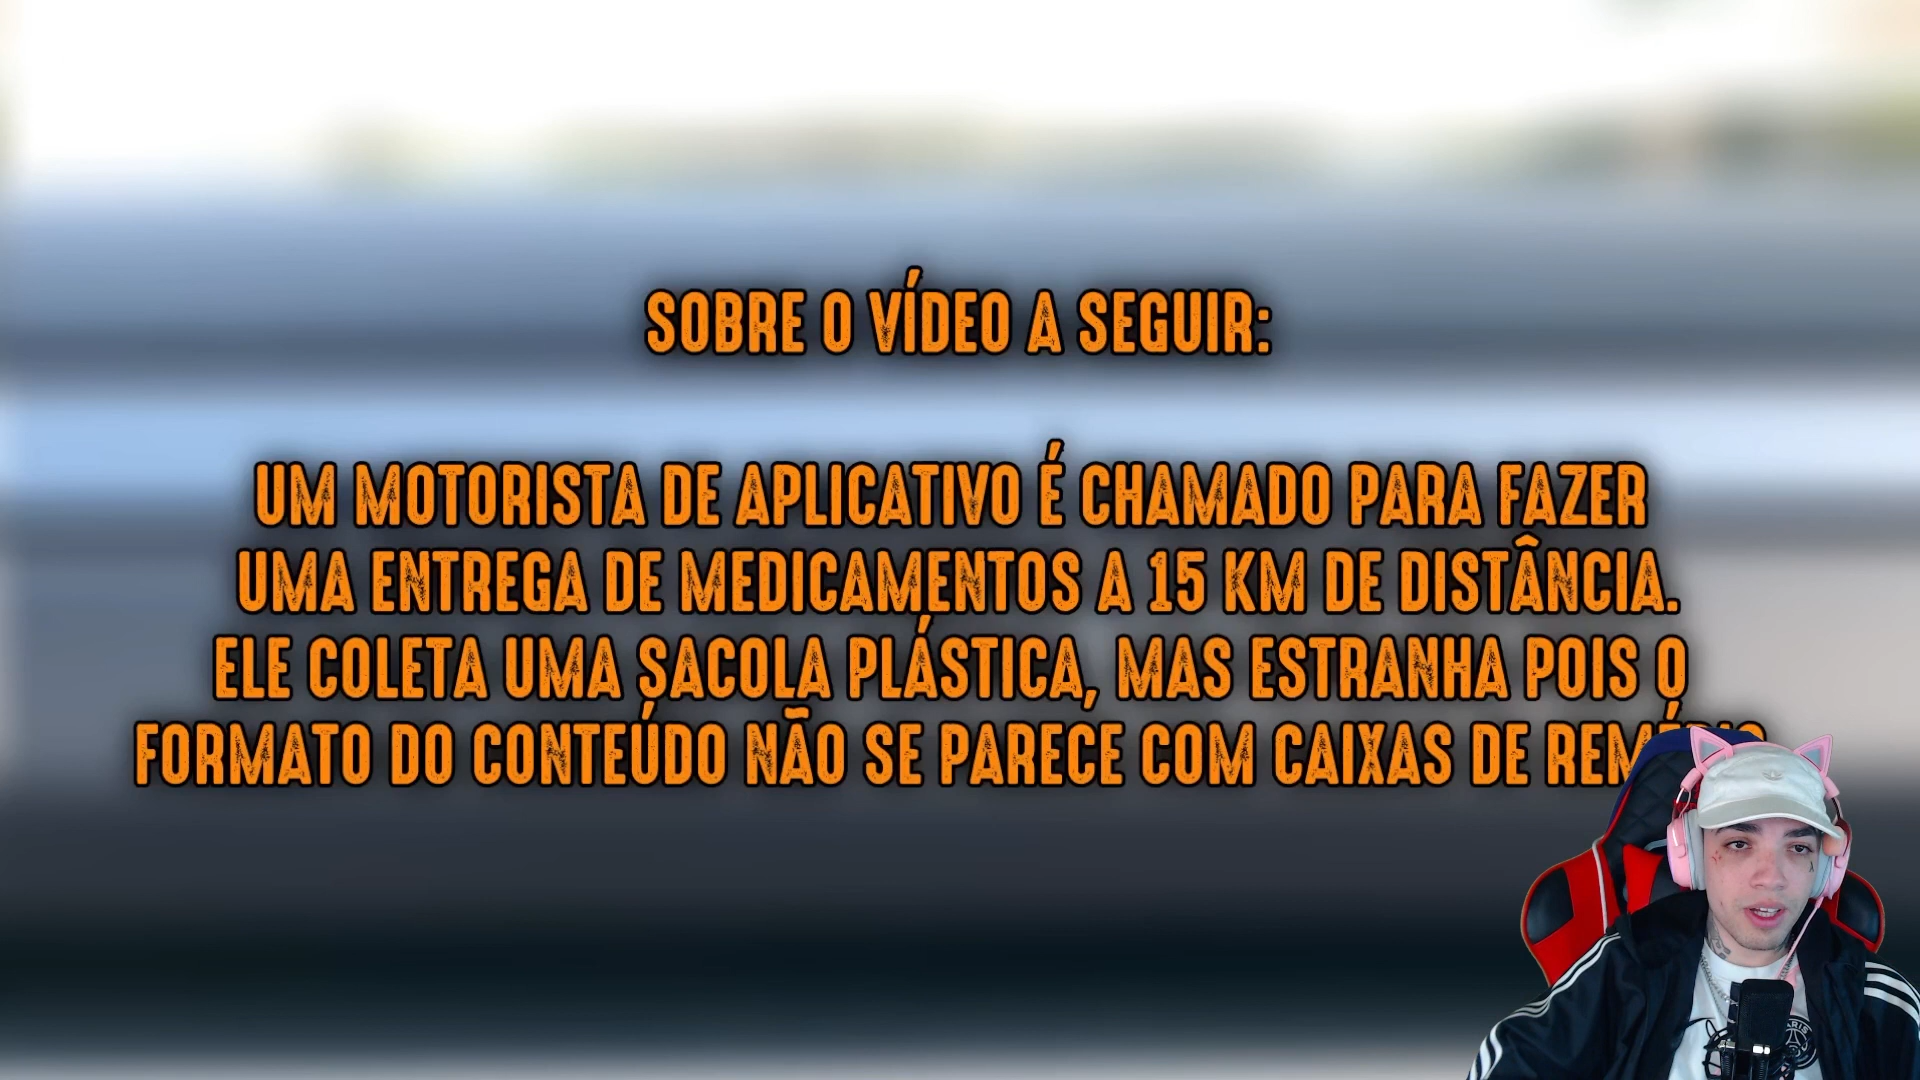 SOBRE O VÍDEO A SEGUIR:
UM MOTORISTA DE APLICATIVO É CHAMADO PARA FAZER
UMA ENTREGA DE MEDICAMENTOS A 15 KM DE DISTÂNCIA.
ELE COLETA UMA SACOLA PLÁSTICA, MAS ESTRANHA POIS O
FORMATO DO CONTEÚDO NÃO SE PARECE COM CAIXAS DE